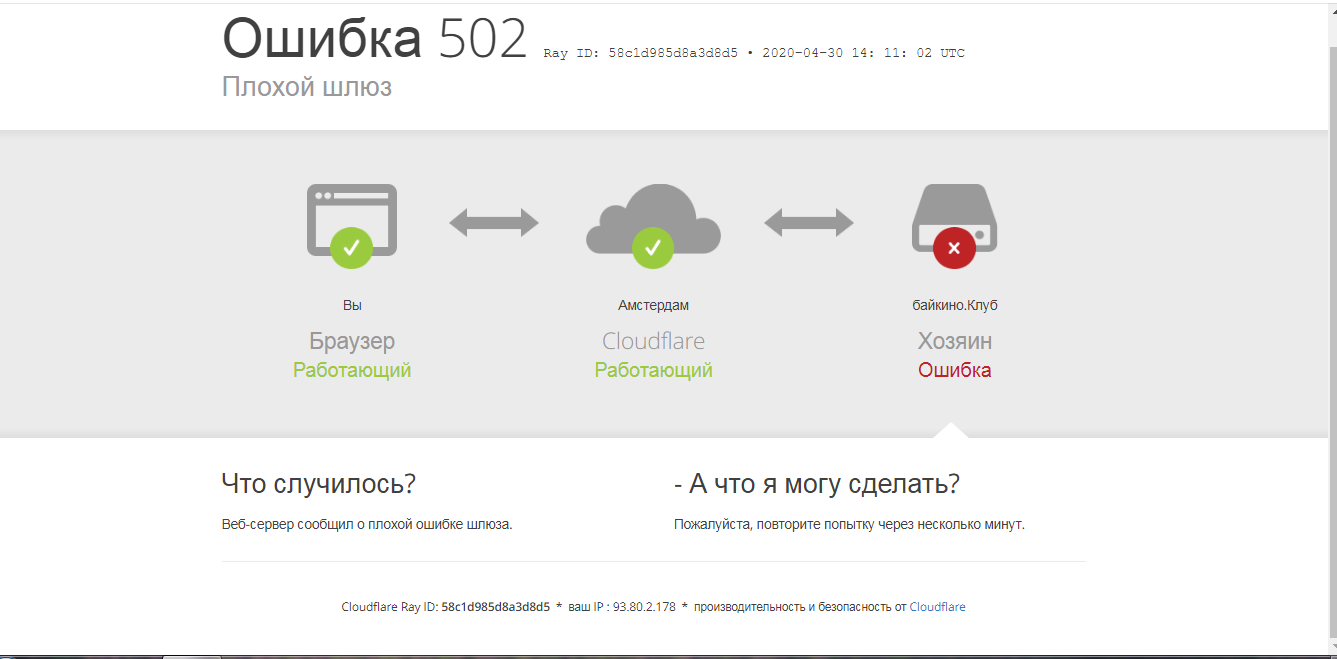 Ошибка 502 Ray ID: 58c1d985d8a3d8d5 • 2020-04-30 14: 11: 02 UTC
Плохой шлюз
Вы
Браузер
Работающий
Амстердам
Cloudflare
Работающий
байкино.Клуб
Хозяин
Ошибка
Что случилось?
Веб-сервер сообщил о плохой ошибке шлюза.
- А что я могу сделать?
Пожалуйста, повторите попытку через несколько минут.
Cloudflare Ray ID: 58c1d985d8a3d8d5 * ваш IP : 93.80.2.178 * производительность и безопасность от Cloudflare